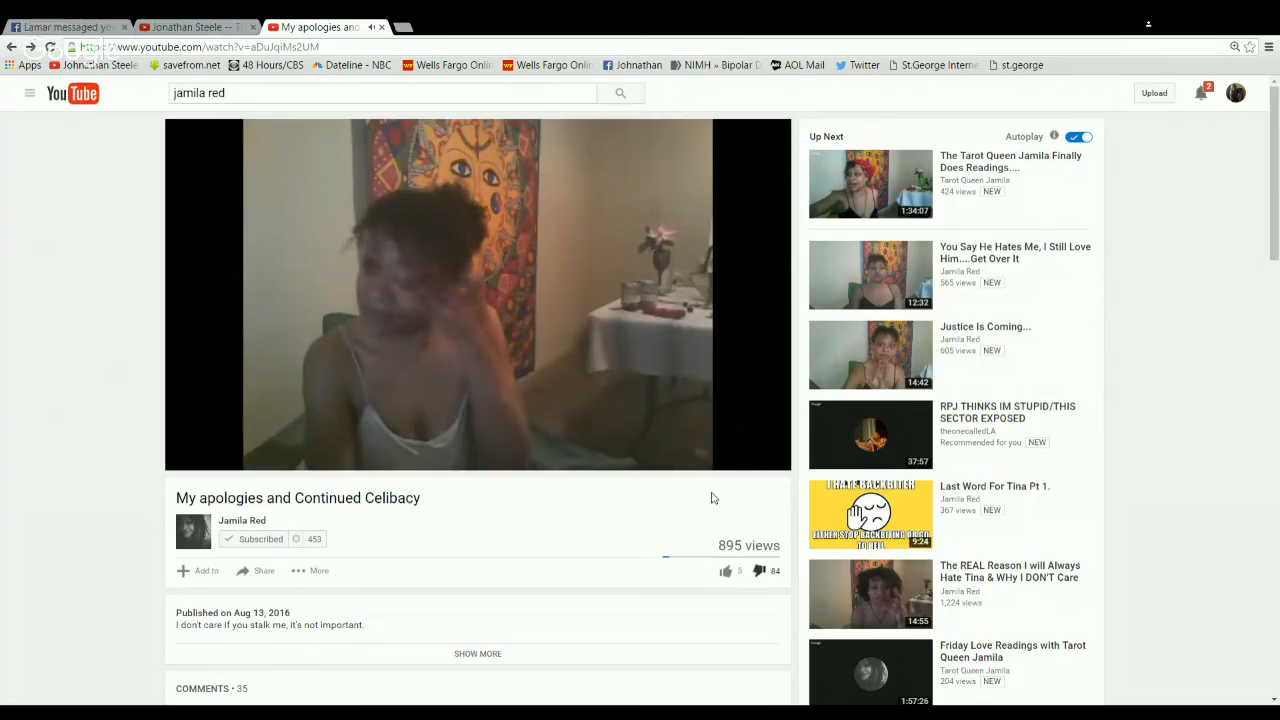 Lamar messaged yo
Jonathan Steele -- T
My apologies and
https://www.youtube.com/watch?v=aDuJqiMs2UM
Apps
Johnathan Steele
savefrom.net
48 Hours/CBS
Dateline - NBC
Wells Fargo Onlin
Wells Fargo Onlin
Johnathan
NIMH » Bipolar D
AOL Mail
Twitter
St.George Interne
st.george
YouTube
jamila red
Upload
2
My apologies and Continued Celibacy
Jamila Red
Subscribed 453
895 views
Add to Share More
5 84
Published on Aug 13, 2016
I don't care if you stalk me, it's not important.
SHOW MORE
COMMENTS • 35
Up Next
Autoplay
The Tarot Queen Jamila Finally
Does Readings....
Tarot Queen Jamila
424 views NEW
1:34:07
You Say He Hates Me, I Still Love
Him....Get Over It
Jamila Red
565 views NEW
12:32
Justice Is Coming...
Jamila Red
605 views NEW
14:42
RPJ THINKS IM STUPID/THIS
SECTOR EXPOSED
theonecalledLA
Recommended for you NEW
37:57
I HATE BACKBITER
EITHER STOP BACKBITING OR GO
TO HELL
9:24
Last Word For Tina Pt 1.
Jamila Red
367 views NEW
The REAL Reason I will Always
Hate Tina & WHy I DON'T Care
Jamila Red
1,224 views
14:55
Friday Love Readings with Tarot
Queen Jamila
Tarot Queen Jamila
204 views NEW
1:57:26